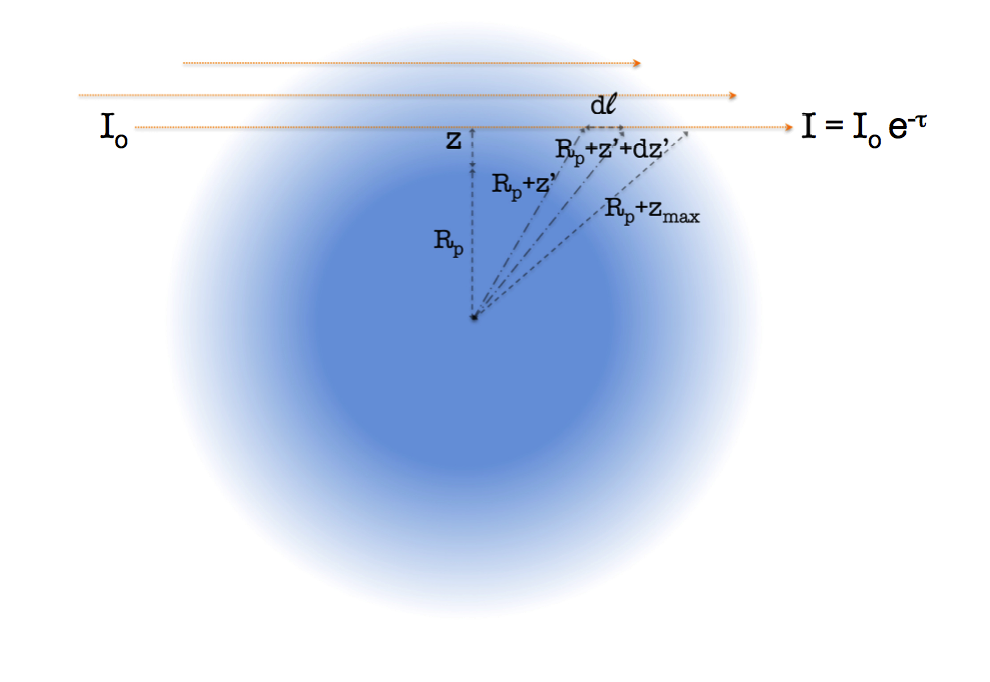 dℓ
I₀ I = I₀ e^-τ
z
Rₚ+z'+dz'
Rₚ+z'
Rₚ+z_max
Rₚ